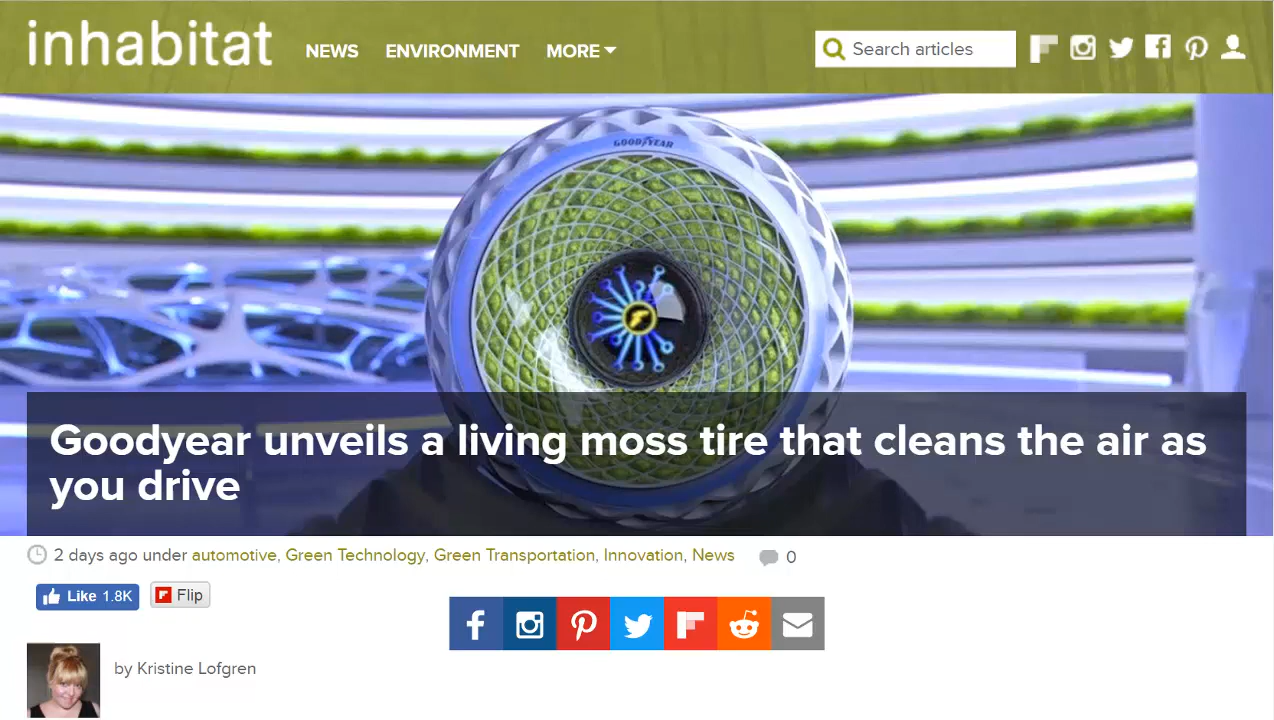 inhabitat NEWS ENVIRONMENT MORE Search articles
GOODYEAR
Goodyear unveils a living moss tire that cleans the air as
you drive
2 days ago under automotive, Green Technology, Green Transportation, Innovation, News 0
Like 1.8K Flip
by Kristine Lofgren